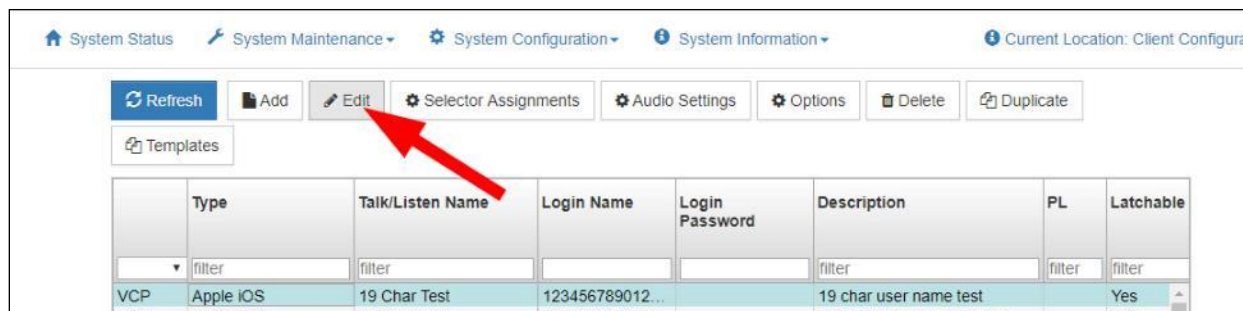 System Status System Maintenance System Configuration System Information Current Location: Client Configura
Refresh Add Edit Selector Assignments Audio Settings Options Delete Duplicate
Templates
Type Talk/Listen Name Login Name Login Password Description PL Latchable
filter filter filter filter filter
VCP Apple iOS 19 Char Test 123456789012... 19 char user name test Yes